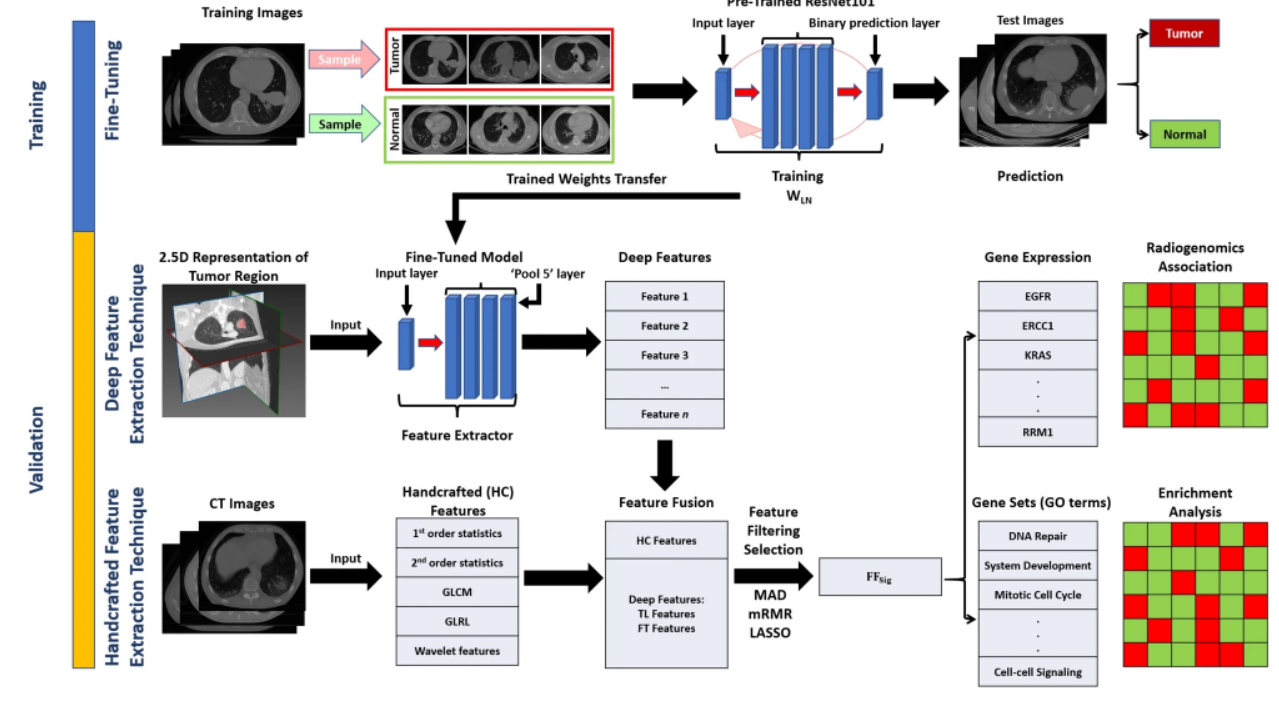 Training
Fine-Tuning
Training Images
Sample
Sample
Tumor
Normal
Pre-Trained ResNet101
Input layer
Binary prediction layer
Training
W_LN
Test Images
Prediction
Tumor
Normal
Trained Weights Transfer
Validation
Deep Feature
Extraction Technique
2.5D Representation of
Tumor Region
Input
Fine-Tuned Model
Input layer
‘Pool 5’ layer
Feature Extractor
Deep Features
Feature 1
Feature 2
Feature 3
...
Feature n
Gene Expression
EGFR
ERCC1
KRAS
.
.
.
RRM1
Radiogenomics
Association
Handcrafted Feature
Extraction Technique
CT Images
Input
Handcrafted (HC)
Features
1st order statistics
2nd order statistics
GLCM
GLRL
Wavelet features
Feature Fusion
HC Features
Deep Features:
TL Features
FT Features
Feature
Filtering
Selection
MAD
mRMR
LASSO
FFSig
Gene Sets (GO terms)
DNA Repair
System Development
Mitotic Cell Cycle
.
.
.
Cell-cell Signaling
Enrichment
Analysis